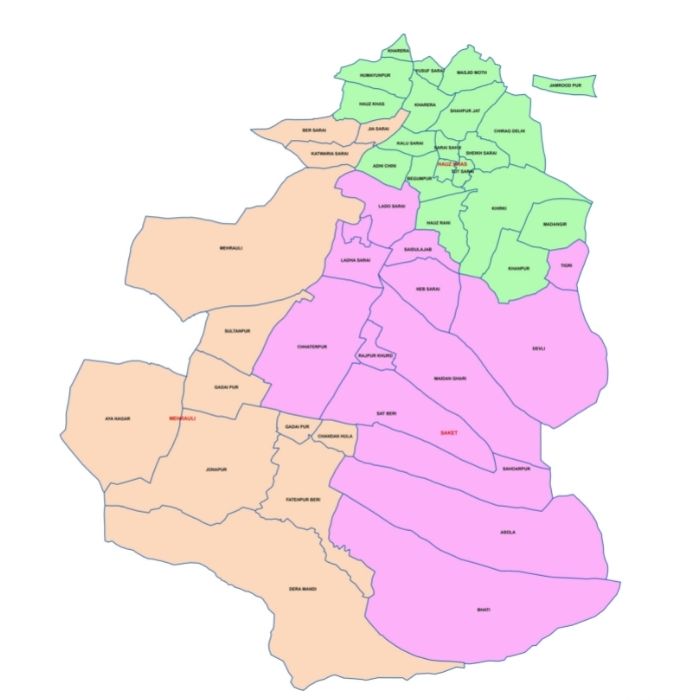 KHARERA
HUMAYUNPUR
YUSUF SARAI
MASJID MOTH
JAMROOD PUR
HAUZ KHAS
KHARERA
SHAHPUR JAT
BER SARAI
JIA SARAI
CHIRAG DELHI
KALU SARAI
SARAI SAHJI
KATWARIA SARAI
SHEIKH SARAI
ADH CHINI
HAUZ KHAS
BEGUMPUR
SOT SARAI
LADO SARAI
KHIRKI
HAUZ RANI
MADANGIR
MEHRAULI
SAIDULAJAB
LADHA SARAI
KHANPUR
TIGRI
NEB SARAI
SULTANPUR
CHHATERPUR
DEVLI
RAJPUR KHURD
MAIDAN GHARI
GADAI PUR
SAT BERI
AYA NAGAR
MEHRAULI
GADAI PUR
CHANDAN HULA
SAKET
JONAPUR
SAHOARPUR
FATEHPUR BERI
ASOLA
DERA MANDI
BHATI